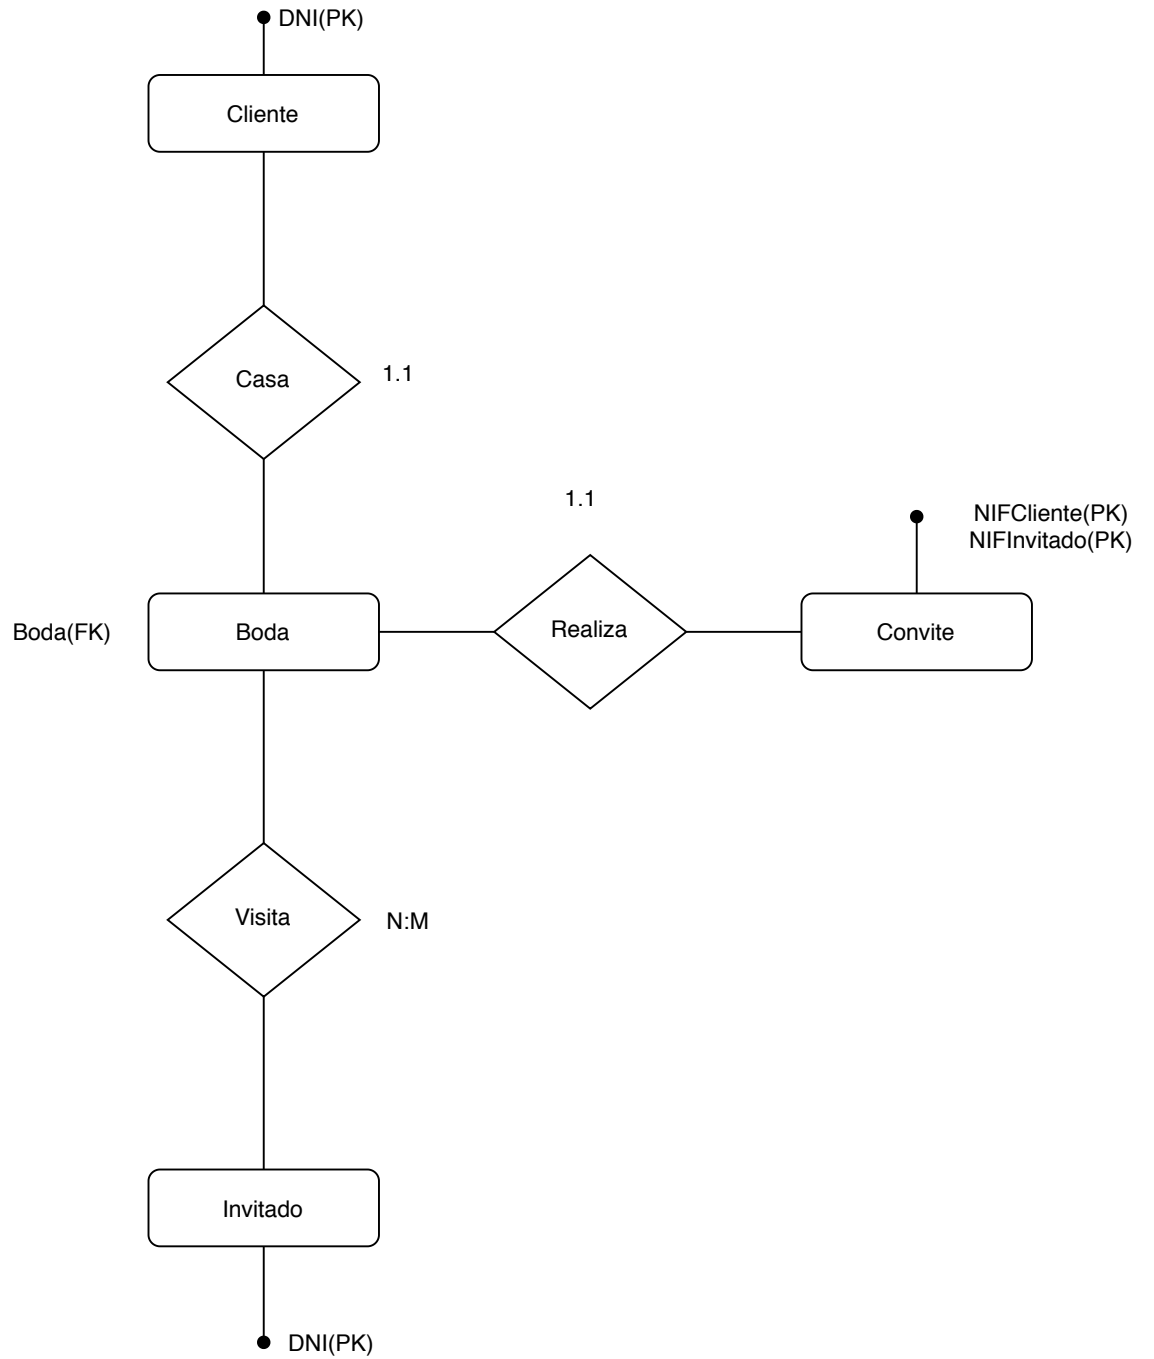 DNI(PK)
Cliente
Casa
1.1
1.1
NIFCliente(PK)
NIFInvitado(PK)
Boda(FK)
Boda
Realiza
Convite
Visita
N:M
Invitado
DNI(PK)